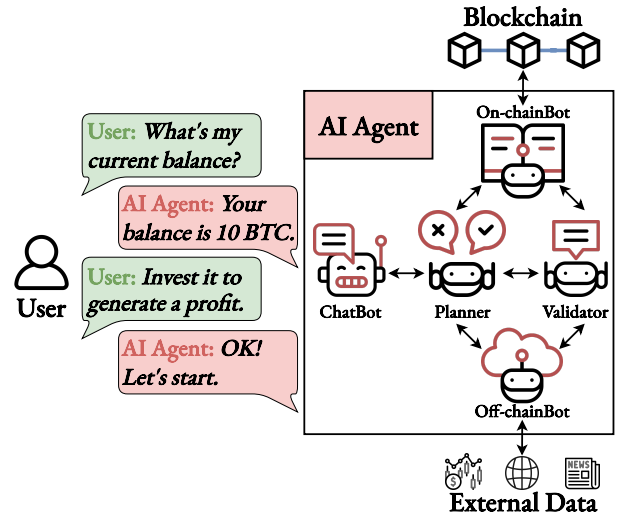 Blockchain
On-chainBot
AI Agent
User: What's my
current balance?
AI Agent: Your
balance is 10 BTC.
User: Invest it to
generate a profit.
AI Agent: OK!
Let's start.
User
ChatBot
Planner
Validator
Off-chainBot
$
NEWS
External Data